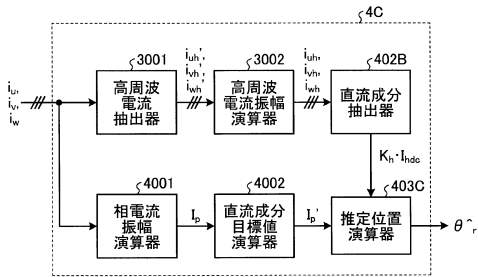 4C
3001
iuh',
ivh',
iwh'
3002
iuh,
ivh,
iwh
402B
iu,
iv,
iw
高周波
電流
抽出器
高周波
電流振幅
演算器
直流成分
抽出器
Kh・Ihdc
4001
Ip
4002
Ip'
403C
相電流
振幅
演算器
直流成分
目標値
演算器
推定位置
演算器
θ^r